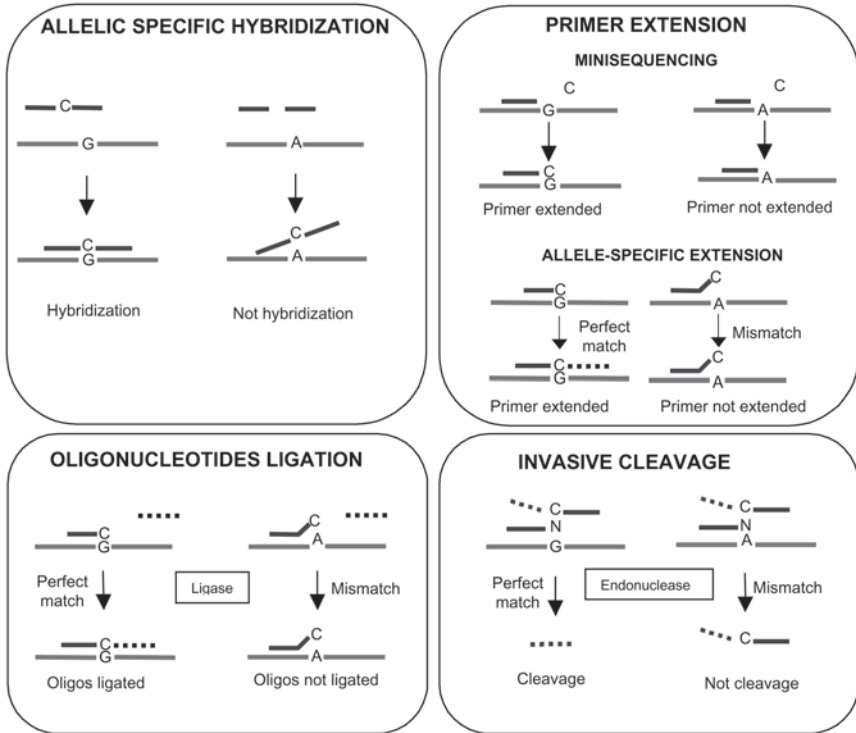 ALLELIC SPECIFIC HYBRIDIZATION
C
G
A
C
G
C
A
Hybridization
Not hybridization
PRIMER EXTENSION
MINISEQUENCING
C
G
C
A
C
G
A
Primer extended
Primer not extended
ALLELE-SPECIFIC EXTENSION
C
G
C
A
Perfect
match
Mismatch
C
G
C
A
Primer extended
Primer not extended
OLIGONUCLEOTIDES LIGATION
C
G
C
A
Perfect
match
Ligase
Mismatch
C
G
C
A
Oligos ligated
Oligos not ligated
INVASIVE CLEAVAGE
C
N
G
C
N
A
Perfect
match
Endonuclease
Mismatch
C
Cleavage
Not cleavage